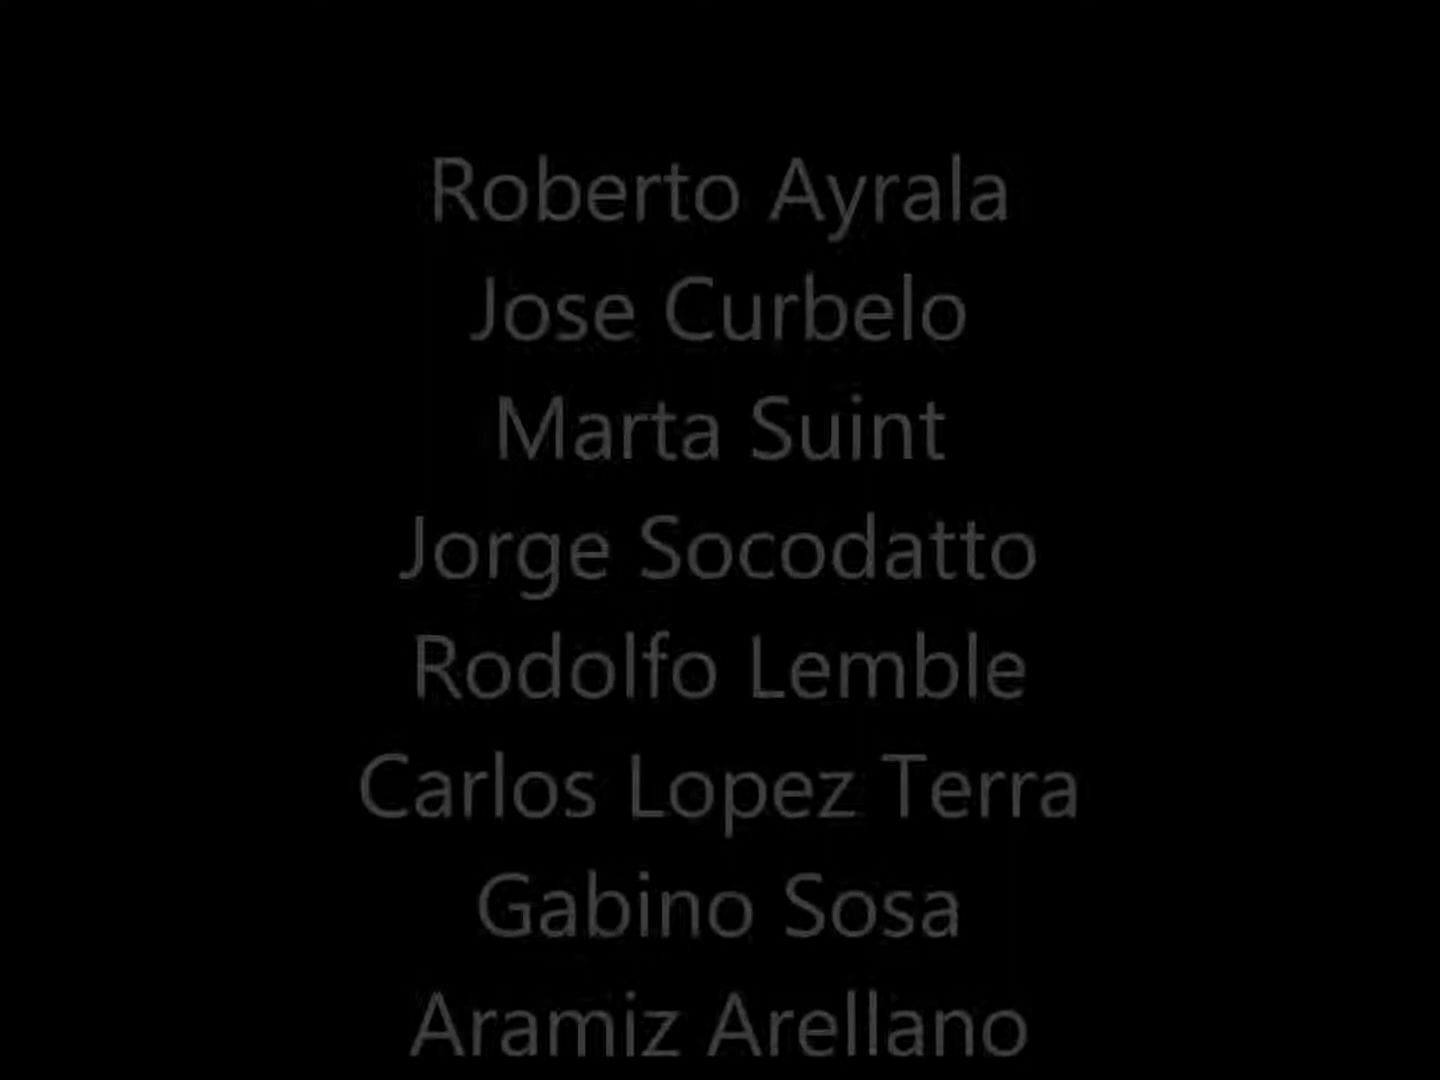 Roberto Ayrala
Jose Curbelo
Marta Suint
Jorge Socodatto
Rodolfo Lemble
Carlos Lopez Terra
Gabino Sosa
Aramiz Arellano